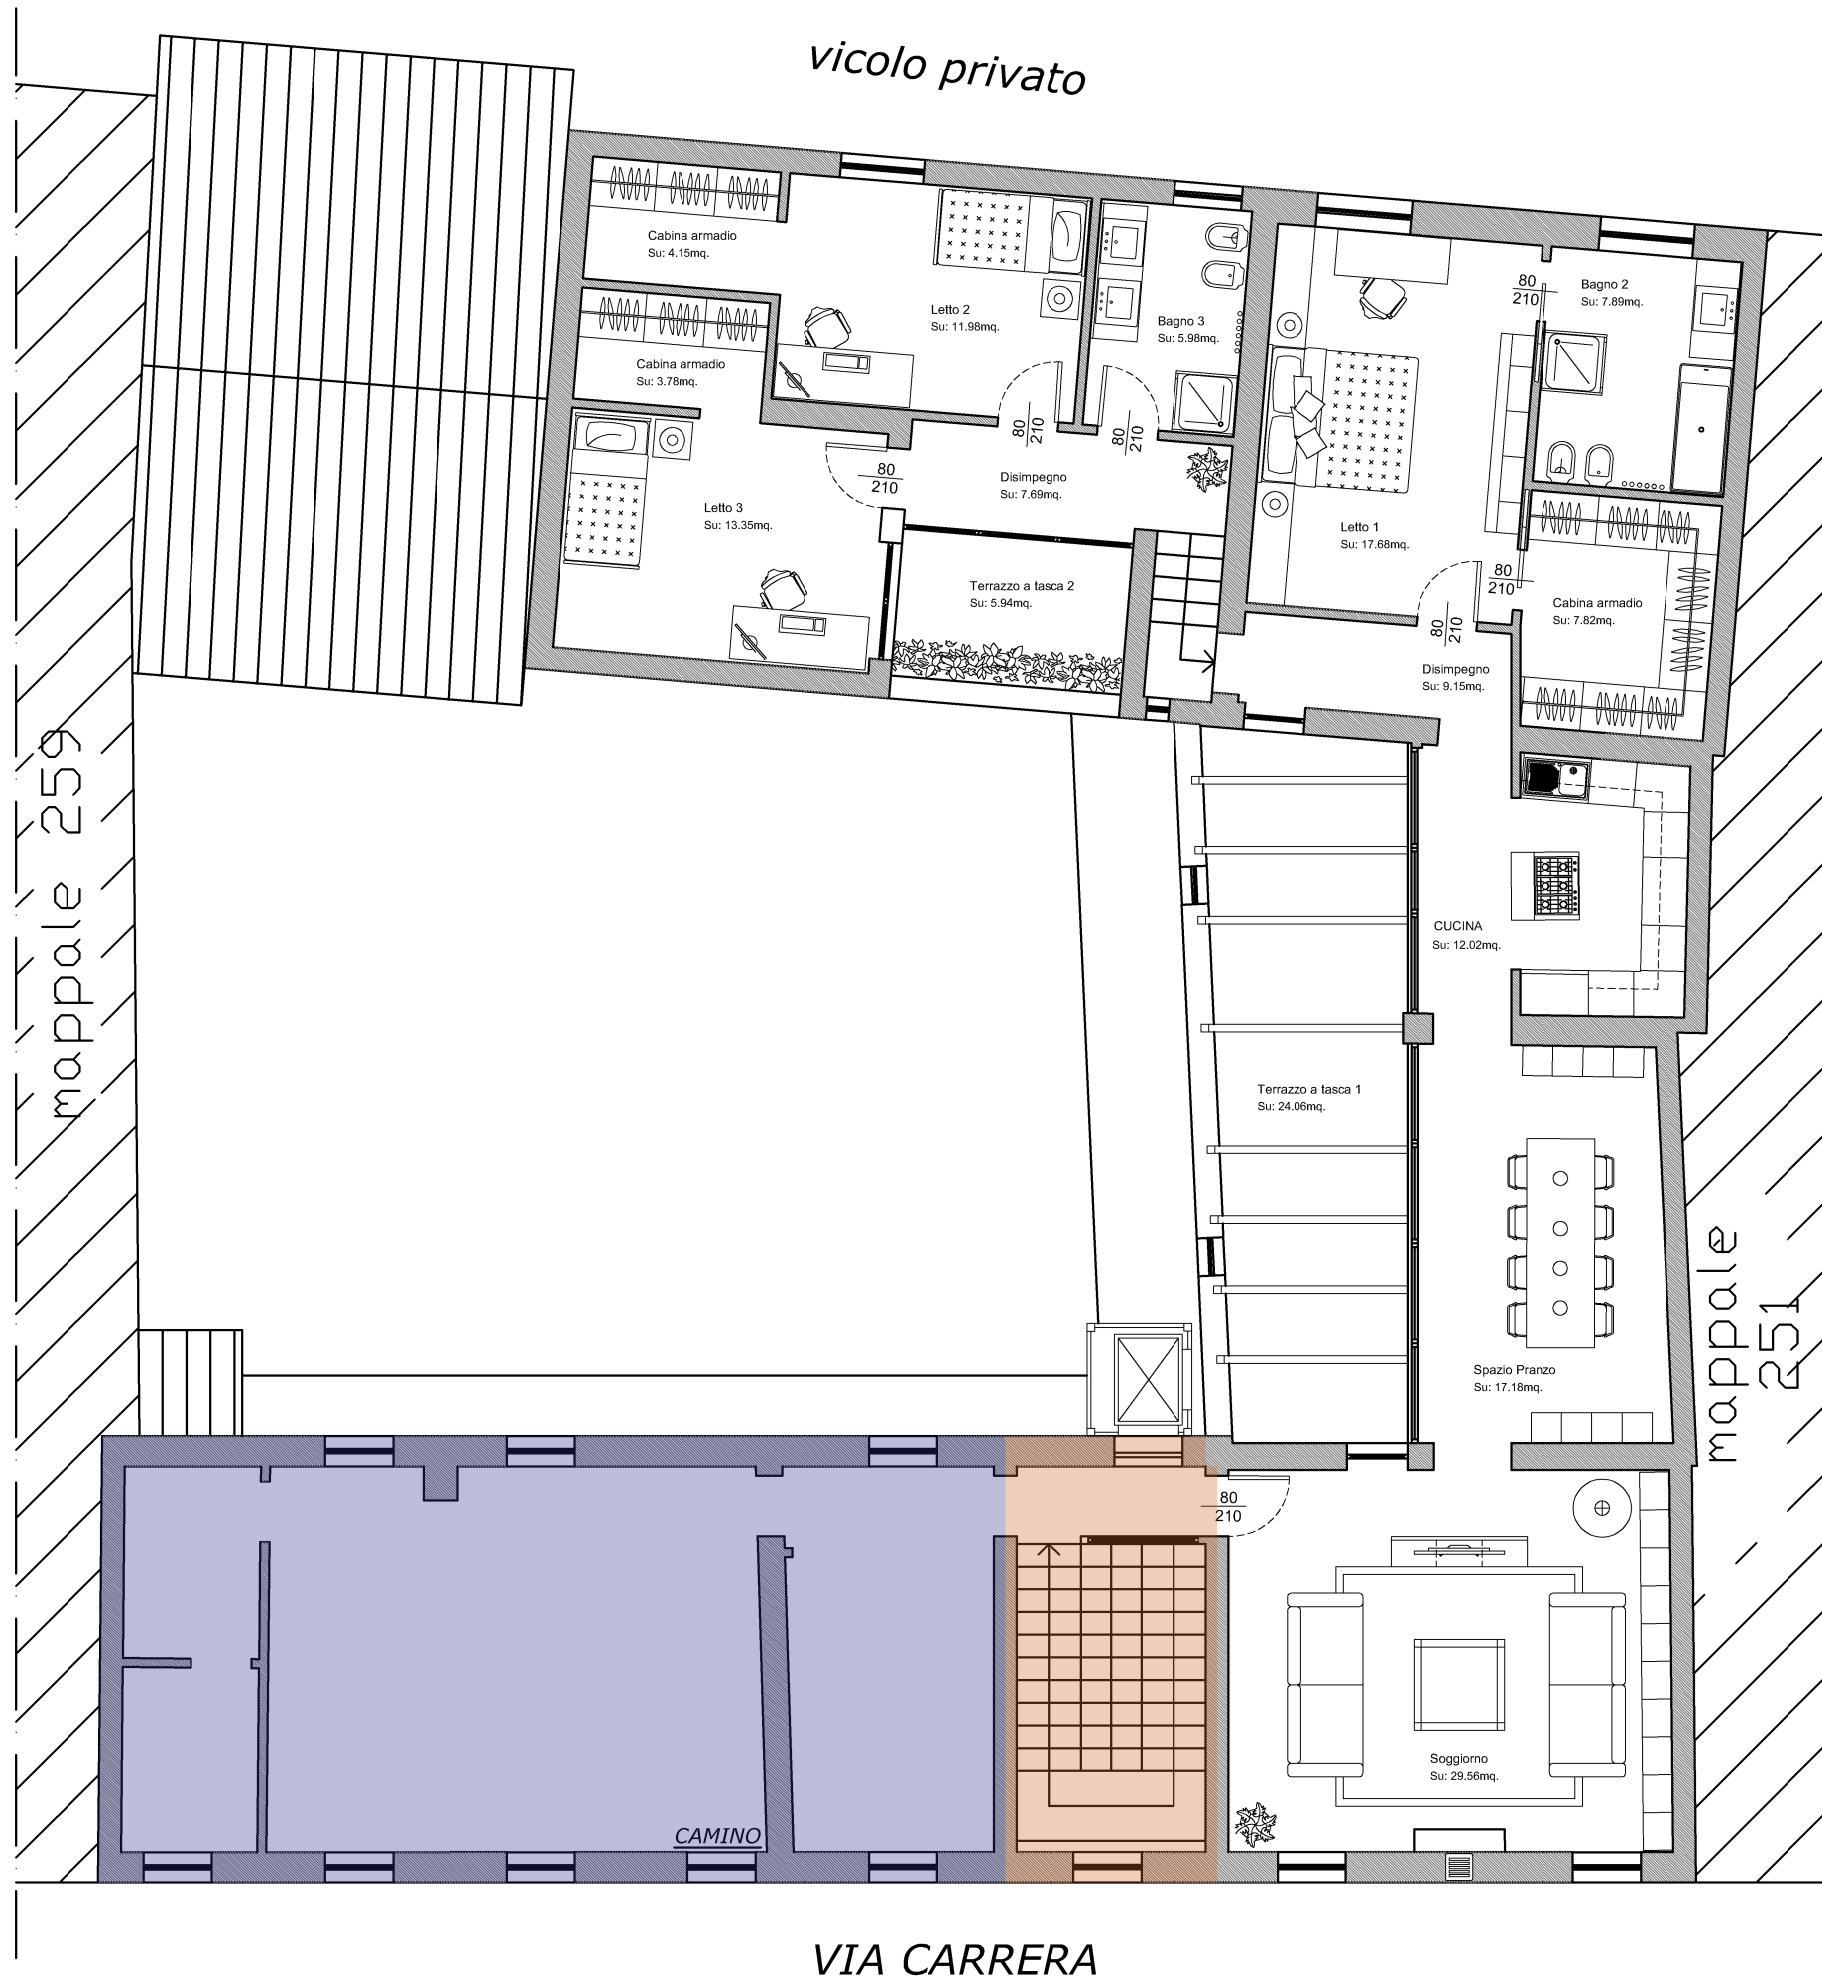 vicolo privato
Cabina armadio
Su: 4.15mq.
Letto 2
Su: 11.98mq.
Bagno 3
Su: 5.98mq.
80
210
Bagno 2
Su: 7.89mq.
Cabina armadio
Su: 3.78mq.
80
210
80
210
80
210
Disimpegno
Su: 7.69mq.
Letto 3
Su: 13.35mq.
Letto 1
Su: 17.68mq.
Terrazzo a tasca 2
Su: 5.94mq.
80
210
Cabina armadio
Su: 7.82mq.
80
210
Disimpegno
Su: 9.15mq.
mappale 259
CUCINA
Su: 12.02mq.
Terrazzo a tasca 1
Su: 24.06mq.
mappale
251
Spazio Pranzo
Su: 17.18mq.
80
210
Soggiorno
Su: 29.56mq.
CAMINO
VIA CARRERA